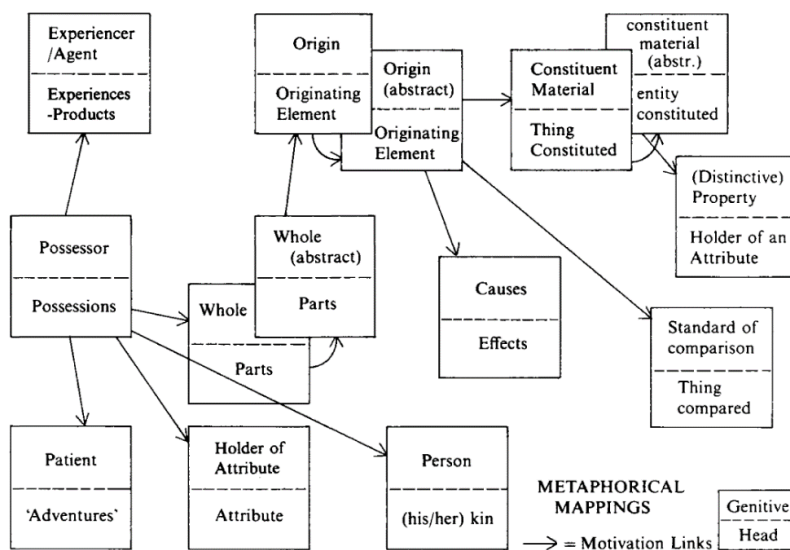 Experiencer
/Agent
Experiences
-Products
Origin
Originating
Element
Origin
(abstract)
Originating
Element
Constituent
Material
Thing
Constituted
constituent
material
(abstr.)
entity
constituted
(Distinctive)
Property
Holder of an
Attribute
Possessor
Possessions
Whole
Parts
Whole
(abstract)
Parts
Causes
Effects
Standard of
comparison
Thing
compared
Patient
'Adventures'
Holder of
Attribute
Attribute
Person
(his/her) kin
METAPHORICAL
MAPPINGS
= Motivation Links
Genitive
Head